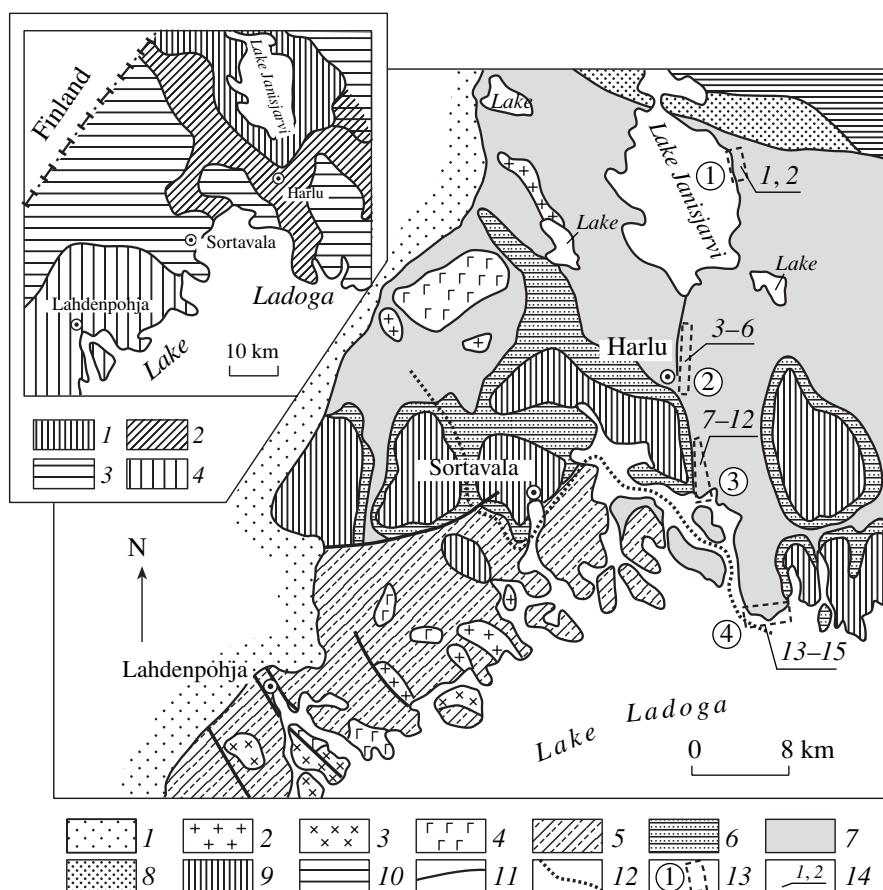 Finland
Lake Janisjarvi
Harlu
Sortavala
Lahdenpohja
Ladoga
Lake
10 km
1 2
3 4
Lake
Lake Janisjarvi
1 1, 2
Lake
Lake
Harlu
3–6
2
7–12
Sortavala
3
N
4
13–15
Lahdenpohja
Lake Ladoga
0 8 km
1 2 3 4 5 6 7
8 9 10 11 12 1 13 1, 2 14